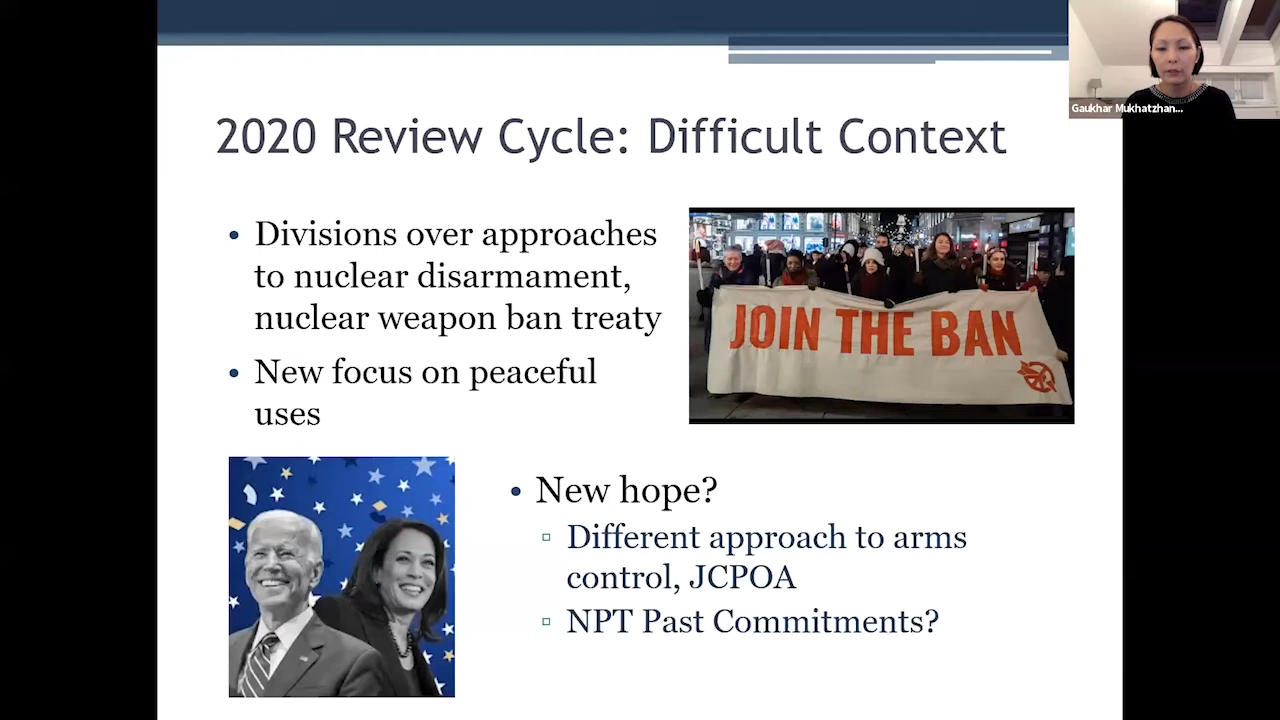 Gaukhar Mukhatzhan...
2020 Review Cycle: Difficult Context
• Divisions over approaches
to nuclear disarmament,
nuclear weapon ban treaty
• New focus on peaceful
uses
JOIN THE BAN
• New hope?
▫ Different approach to arms
control, JCPOA
▫ NPT Past Commitments?